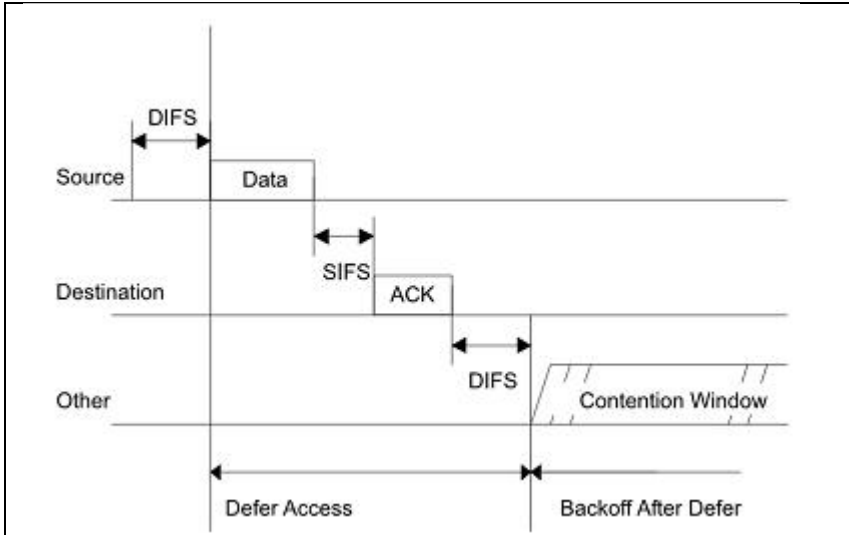 DIFS
Source
Data
SIFS
Destination
ACK
DIFS
Other
Contention Window
Defer Access
Backoff After Defer